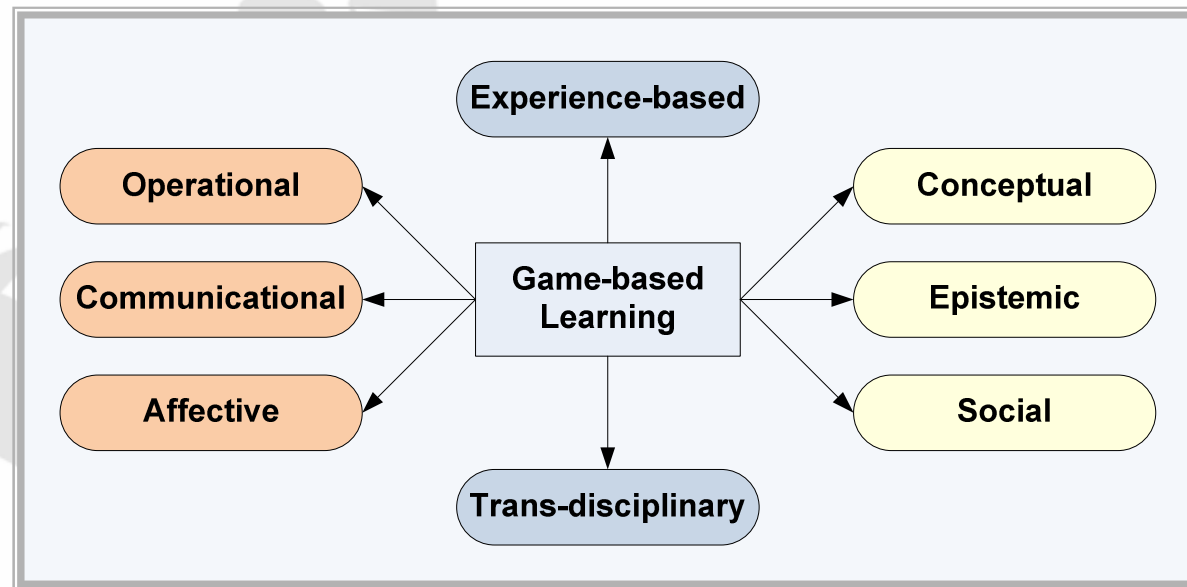 Experience-based
Operational
Conceptual
Game-based
Learning
Communicational
Epistemic
Affective
Social
Trans-disciplinary